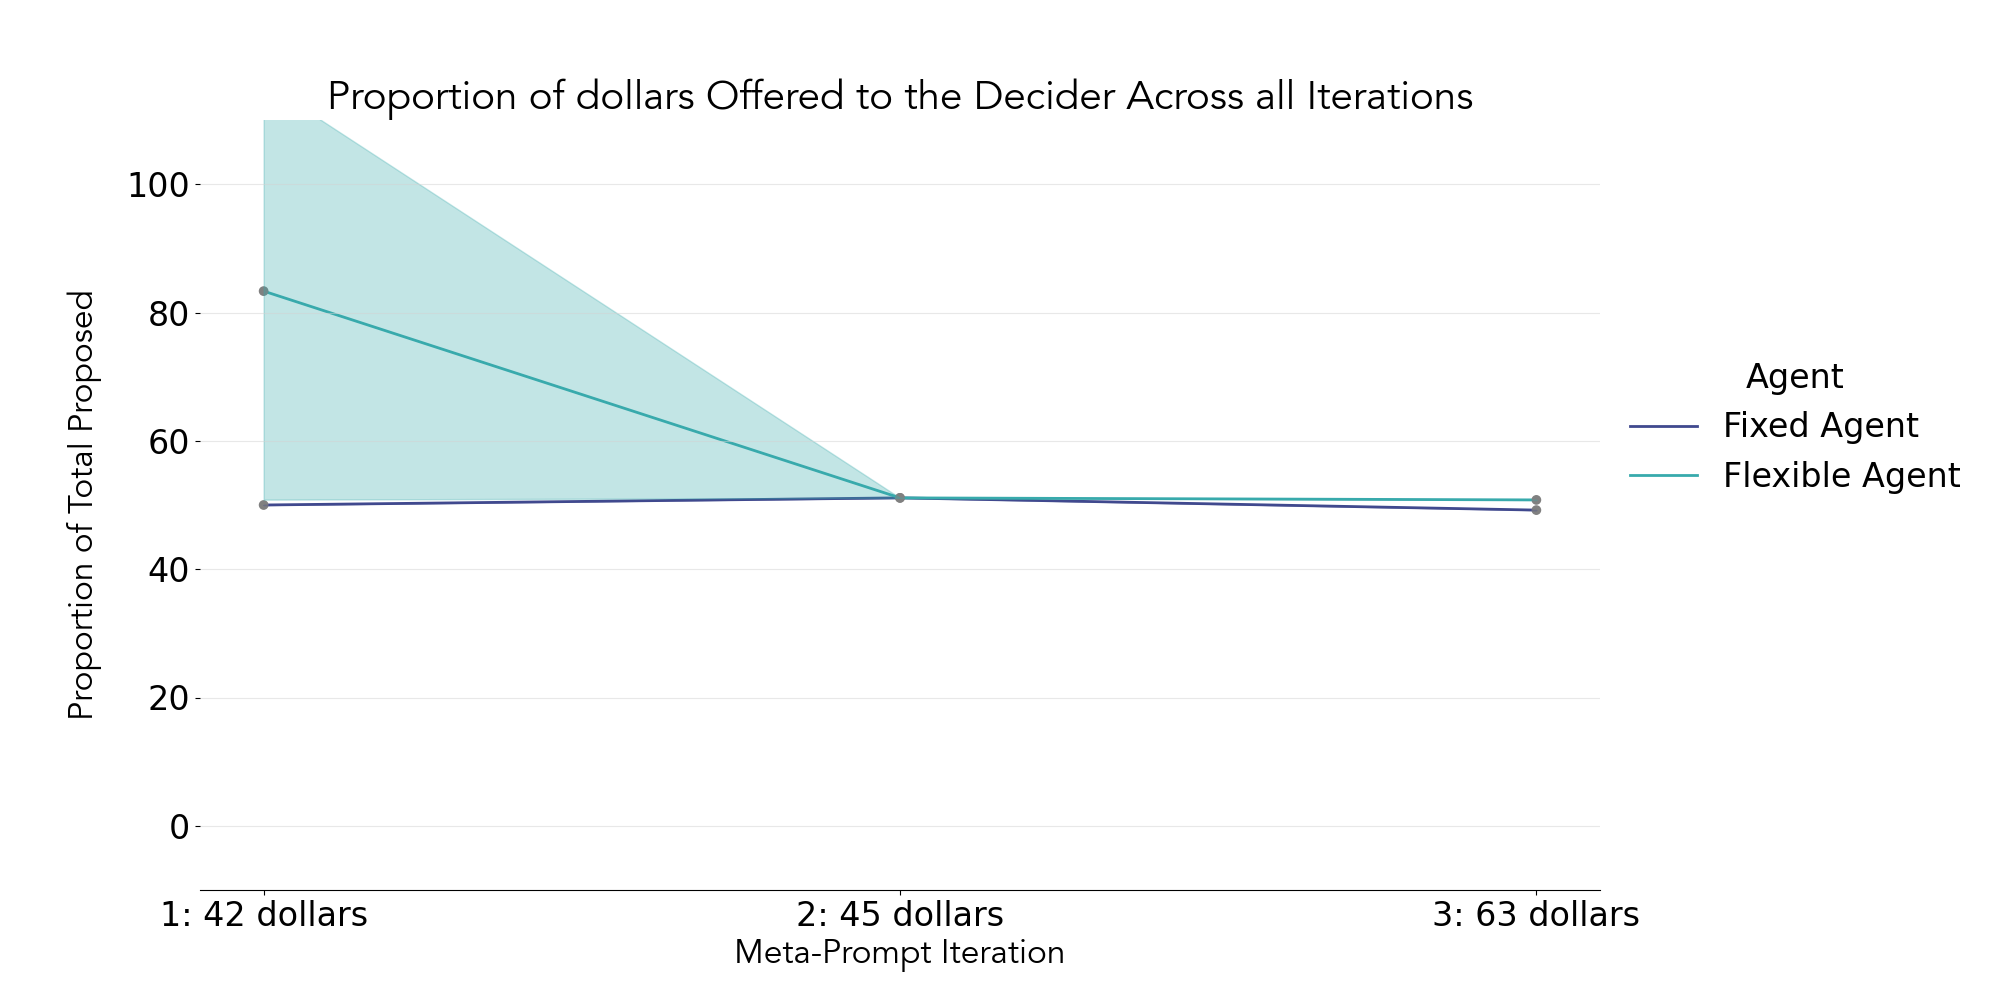 Proportion of dollars Offered to the Decider Across all Iterations
Proportion of Total Proposed
100
80
60
40
20
0
1: 42 dollars
2: 45 dollars
3: 63 dollars
Meta-Prompt Iteration
Agent
Fixed Agent
Flexible Agent